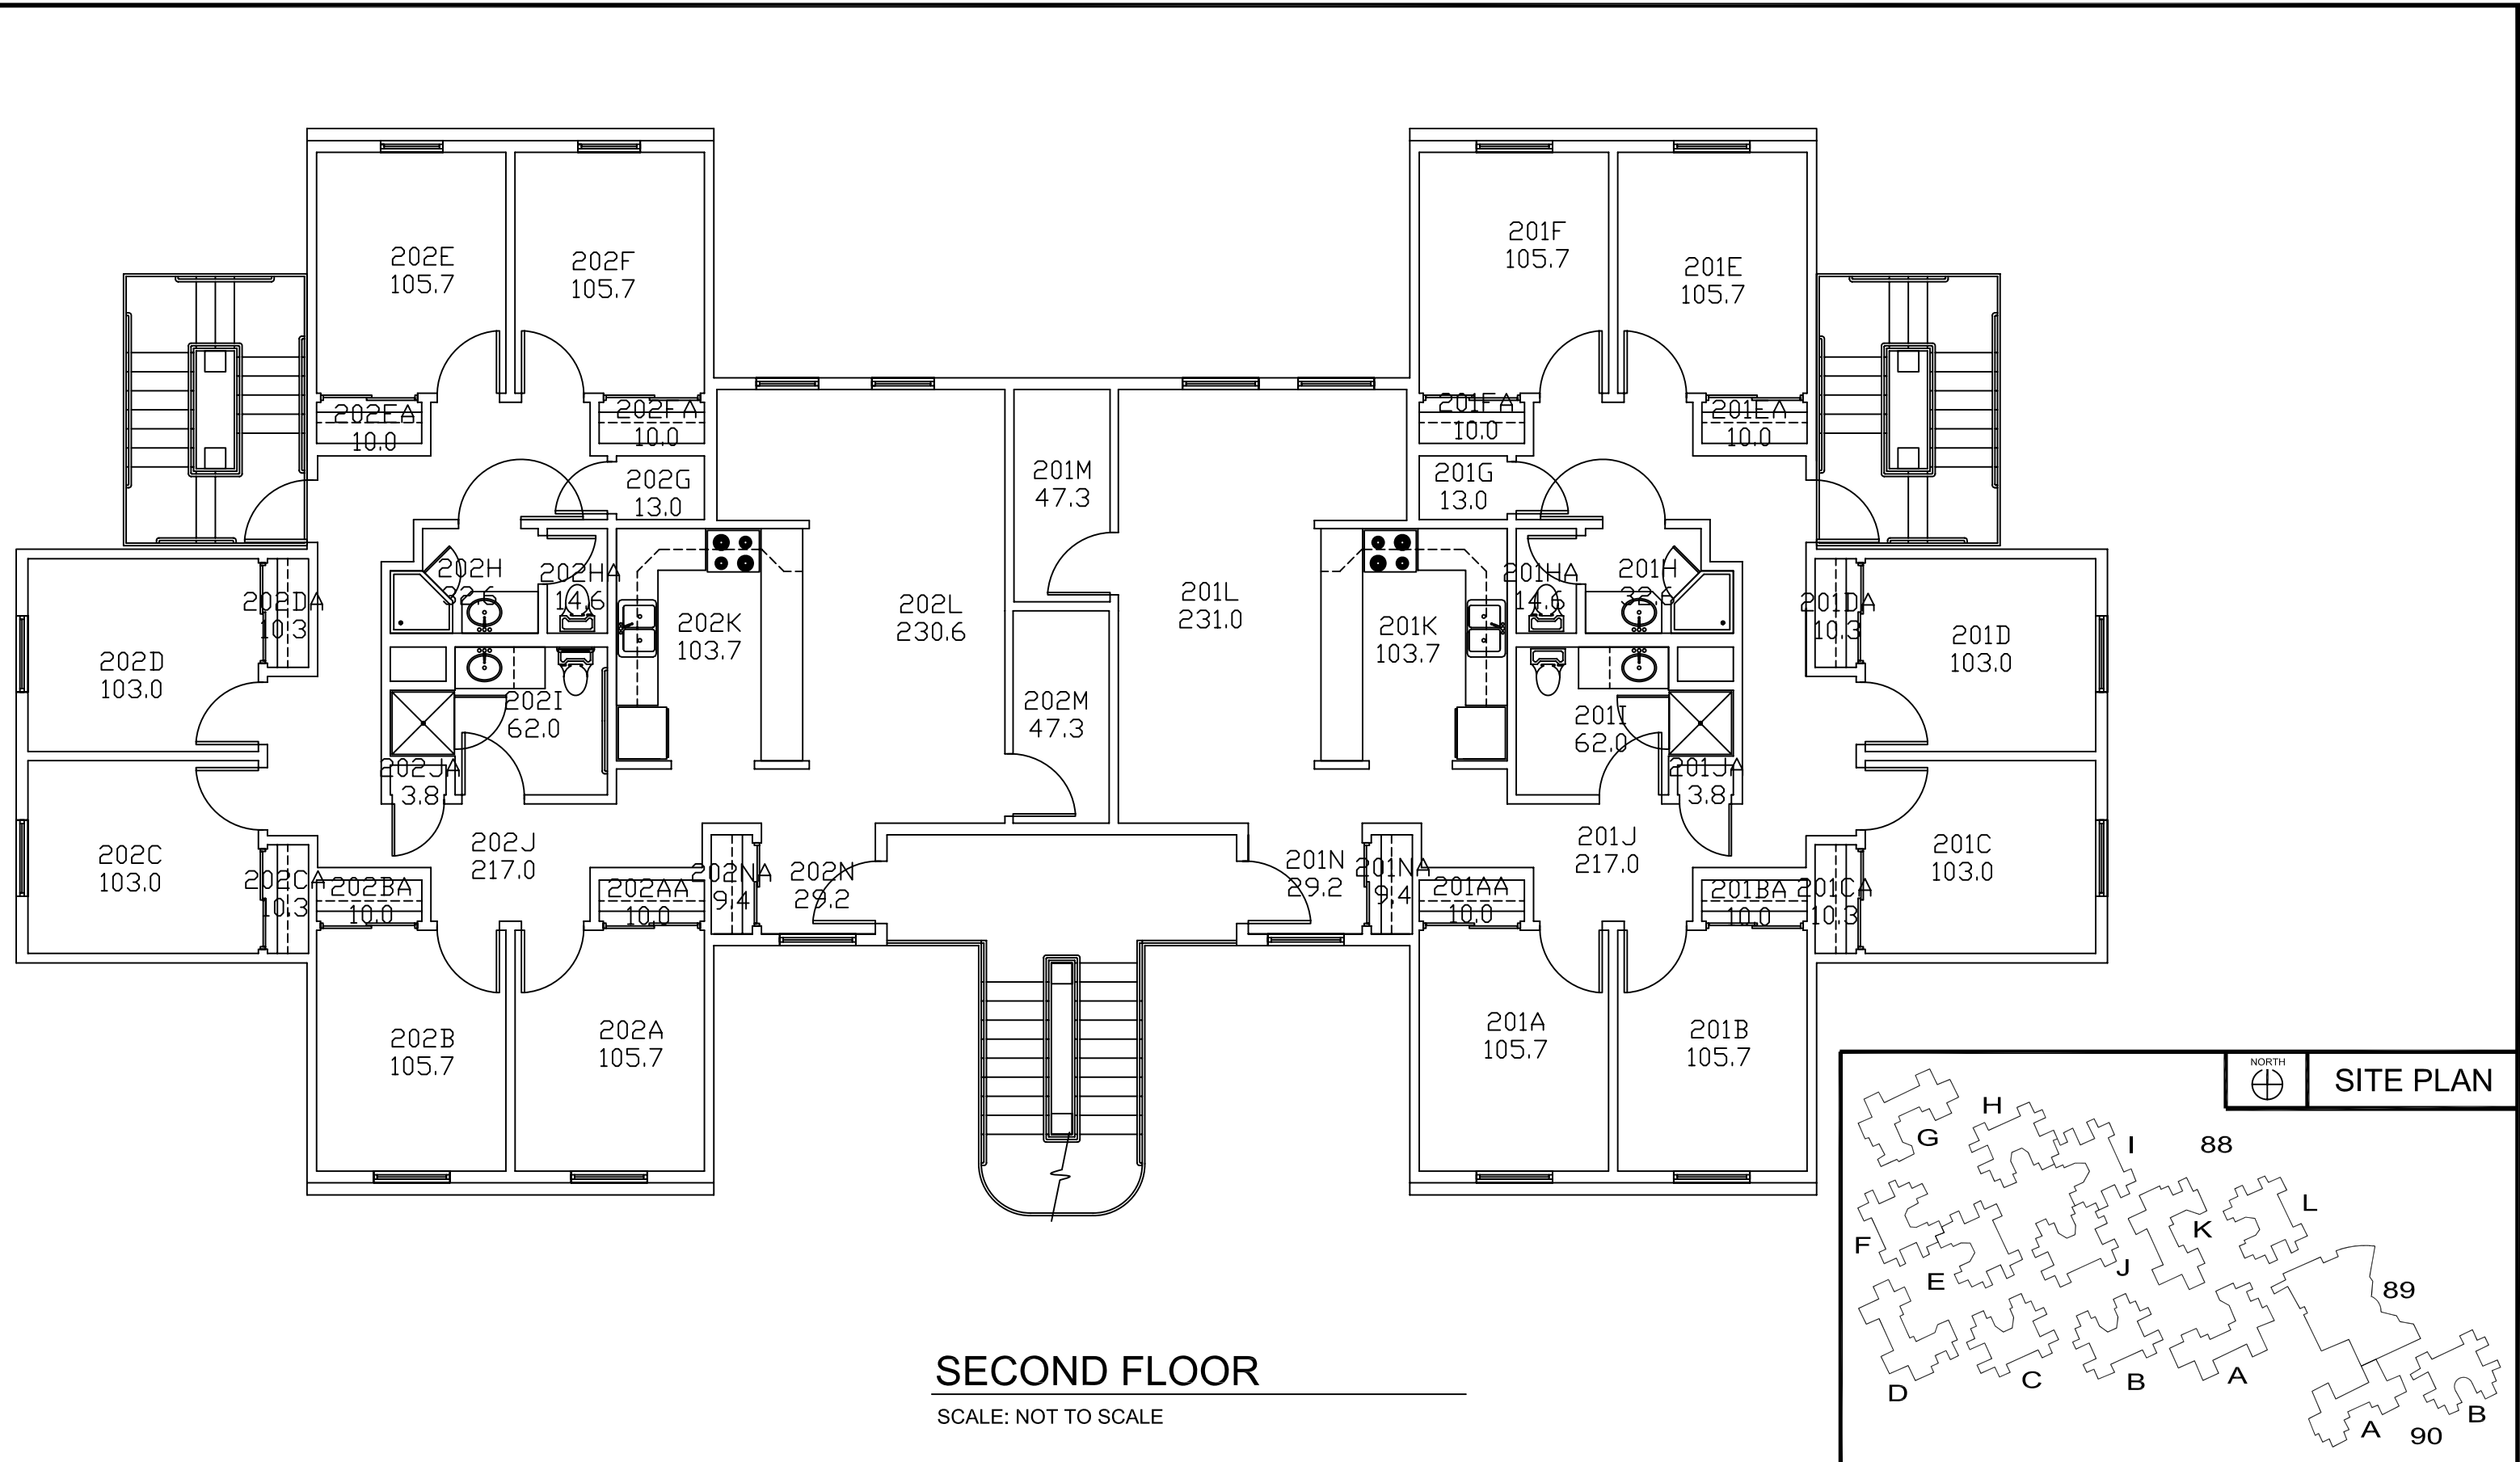 202E
105.7
202F
105.7
201F
105.7
201E
105.7
202EA
10.0
202FA
10.0
201FA
10.0
201EA
10.0
202G
13.0
201M
47.3
201G
13.0
202H
32.6
202HA
14.6
201HA
14.6
201H
32.6
202DA
10.3
202D
103.0
202K
103.7
202L
230.6
201L
231.0
201K
103.7
201DA
10.3
201D
103.0
202I
62.0
202M
47.3
201I
62.0
202JA
3.8
201JA
3.8
202C
103.0
202CA
10.3
202BA
10.0
202J
217.0
202AA
10.0
202NA
9.4
202N
29.2
201N
29.2
201NA
9.4
201AA
10.0
201J
217.0
201BA
10.0
201CA
10.3
201C
103.0
202B
105.7
202A
105.7
201A
105.7
201B
105.7
NORTH
SITE PLAN
G
H
I
88
F
E
J
K
L
89
D
C
B
A
A
90
B
SECOND FLOOR
SCALE: NOT TO SCALE